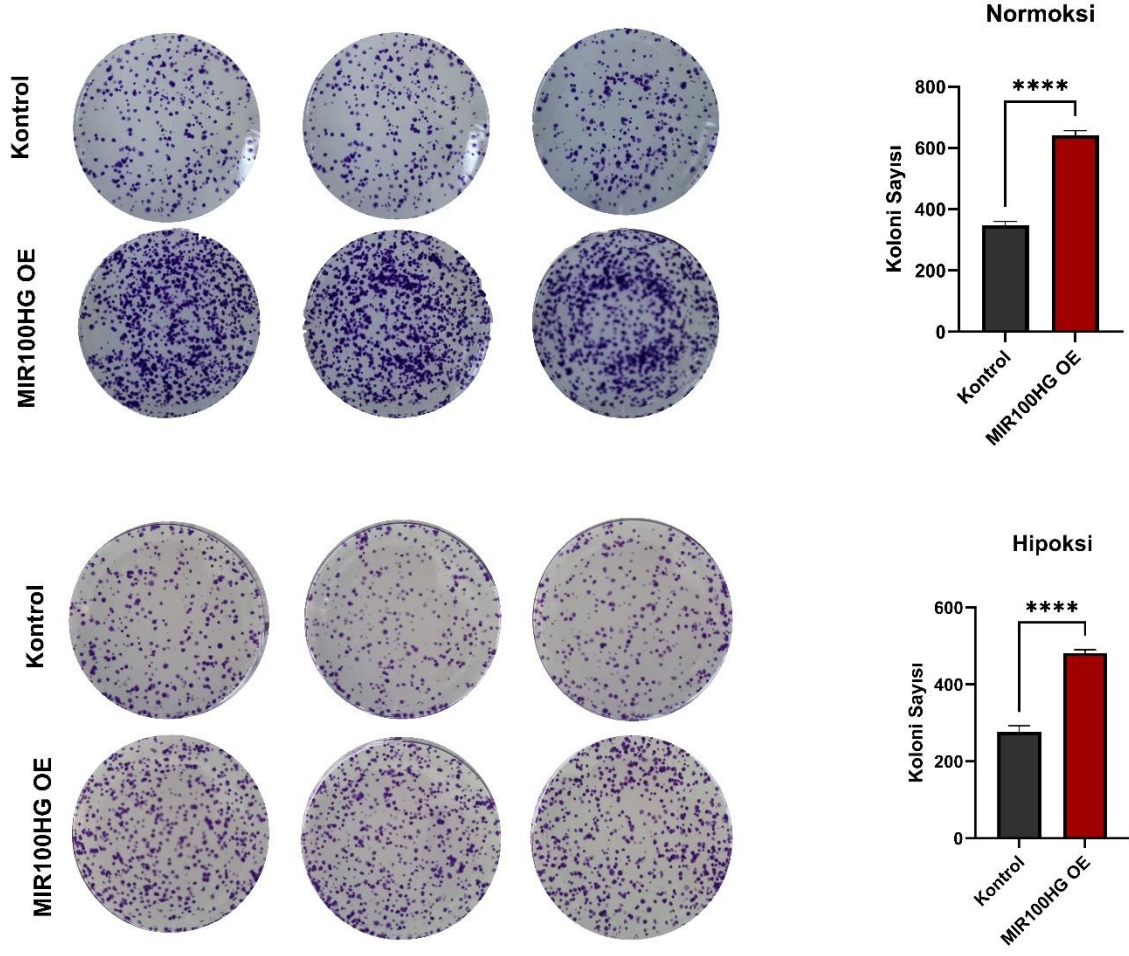 Kontrol
MIR100HG OE
Normoksi
Koloni Sayısı
800
600
400
200
0
****
Kontrol
MIR100HG OE
Kontrol
MIR100HG OE
Hipoksi
Koloni Sayısı
600
400
200
0
****
Kontrol
MIR100HG OE